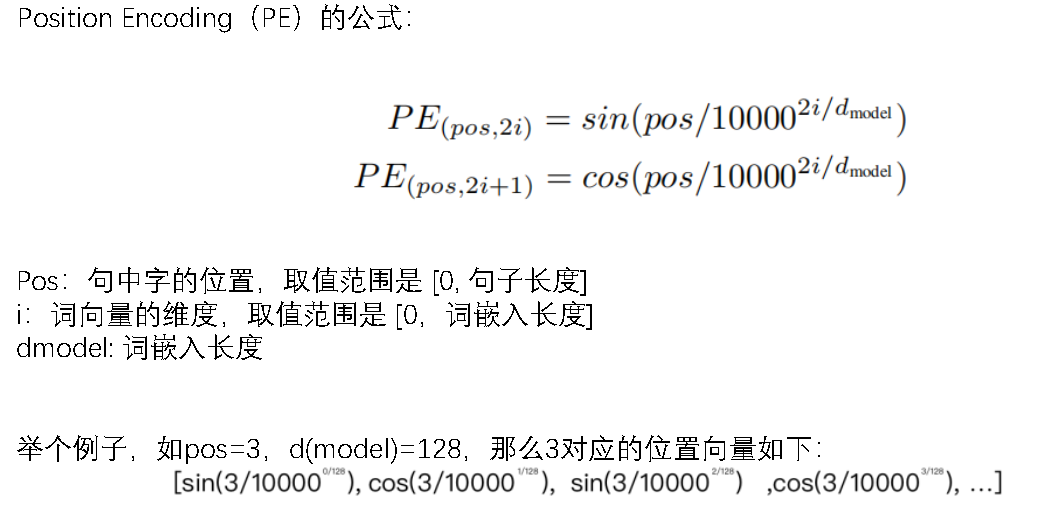 Position Encoding（PE）的公式：
PE_(pos,2i) = sin(pos/10000^{2i/d_model})
PE_(pos,2i+1) = cos(pos/10000^{2i/d_model})
Pos：句中字的位置，取值范围是 [0, 句子长度]
i：词向量的维度，取值范围是 [0，词嵌入长度]
dmodel: 词嵌入长度
举个例子，如pos=3，d(model)=128，那么3对应的位置向量如下：
[sin(3/10000^{0/128}), cos(3/10000^{1/128}), sin(3/10000^{2/128}) ,cos(3/10000^{3/128}), …]